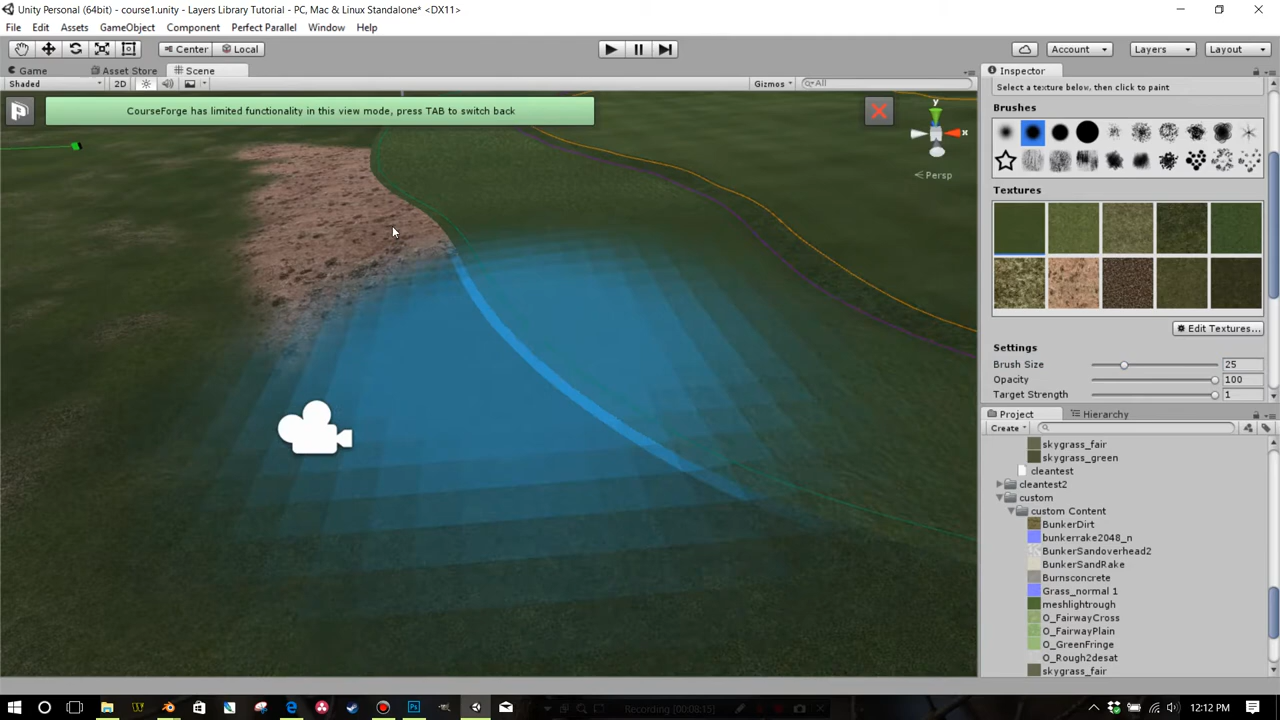 Unity Personal (64bit) - course1.unity - Layers Library Tutorial - PC, Mac & Linux Standalone* <DX11>
File Edit Assets GameObject Component Perfect Parallel Window Help
Center Local Account Layers Layout
Game Asset Store Scene Inspector
Shaded 2D Gizmos All
Select a texture below, then click to paint
CourseForge has limited functionality in this view mode, press TAB to switch back
Brushes
y
x
Persp
Textures
Edit Textures...
Settings
Brush Size 25
Opacity 100
Target Strength 1
Project Hierarchy
Create
skygrass_fair
skygrass_green
cleantest
cleantest2
custom
custom Content
BunkerDirt
bunkerrake2048_n
BunkerSandoverhead2
BunkerSandRake
Burnsconcrete
Grass_normal 1
meshlightrough
O_FairwayCross
O_FairwayPlain
O_GreenFringe
O_Rough2desat
skygrass_fair
Recording [00:08:15]
12:12 PM